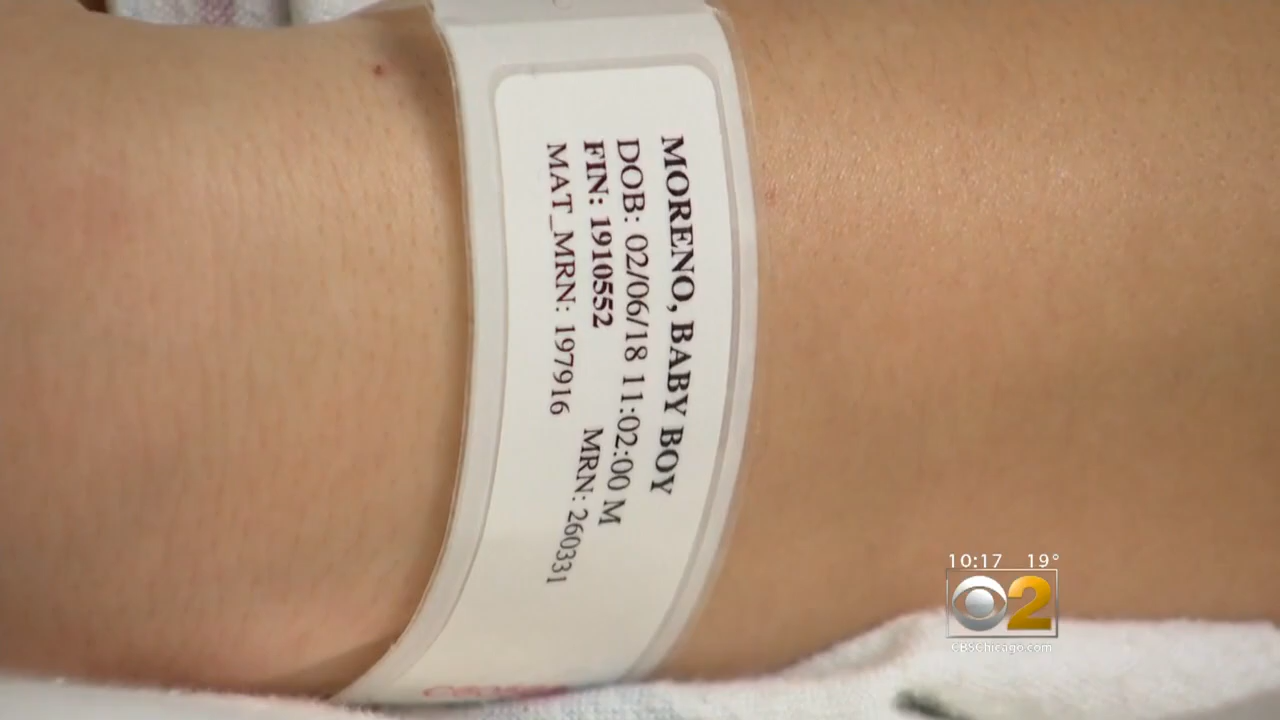 MORENO, BABY BOY
DOB: 02/06/18 11:02:00 M
FIN: 1910552 MRN: 260331
MAT_MRN: 197916
10:17 19°
2
CBSChicago.com